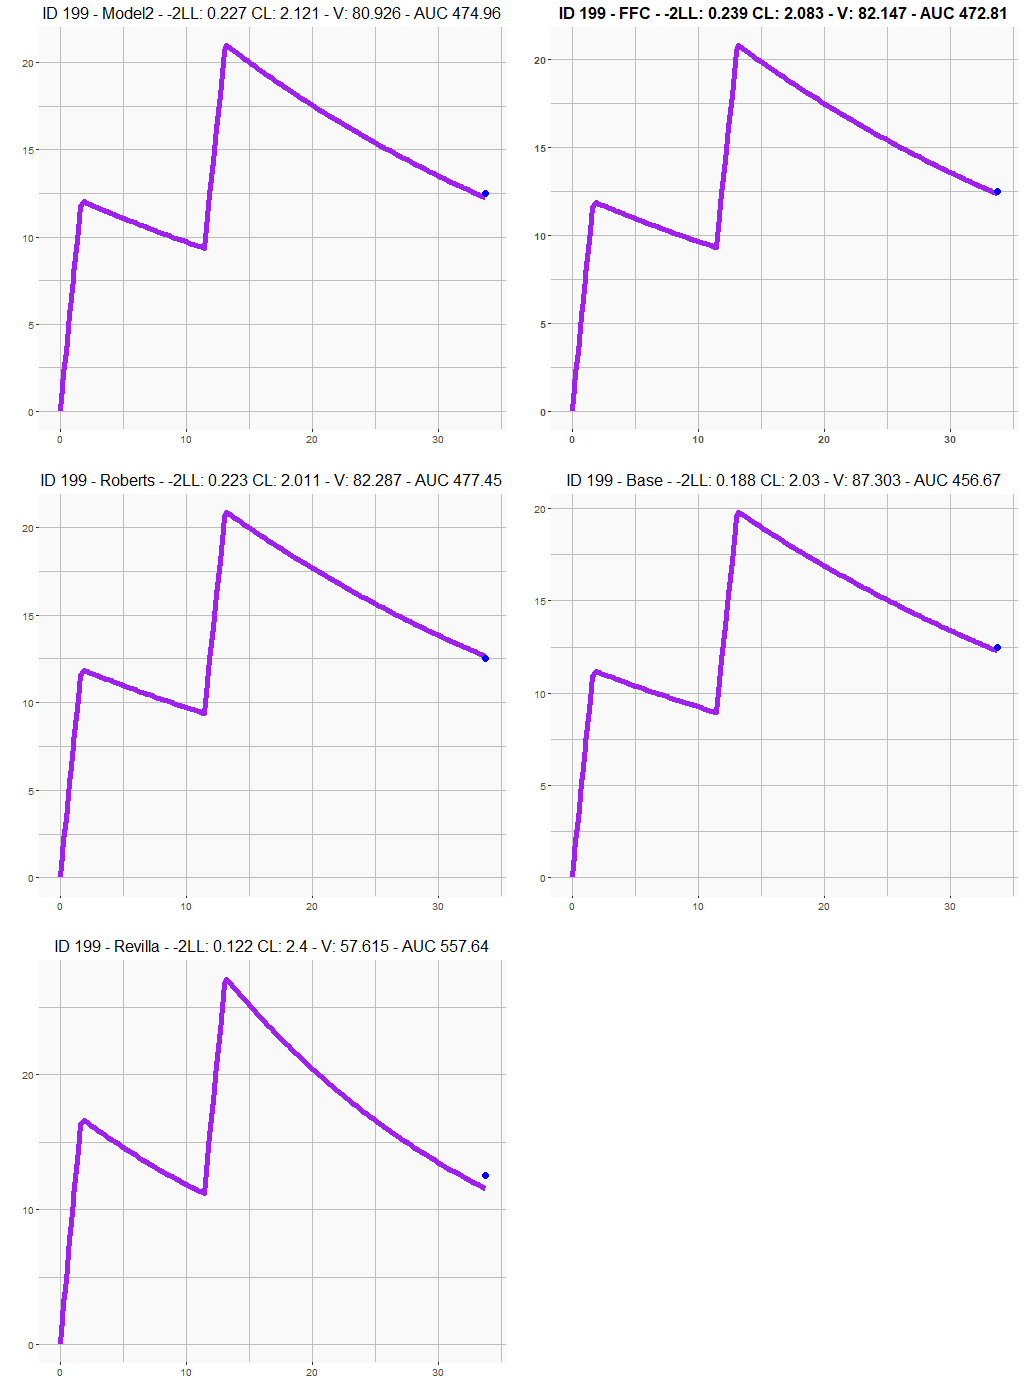 ID 199 - Model2 - -2LL: 0.227 CL: 2.121 - V: 80.926 - AUC 474.96
20
15
10
5
0
0 10 20 30
ID 199 - FFC - -2LL: 0.239 CL: 2.083 - V: 82.147 - AUC 472.81
20
15
10
5
0
0 10 20 30
ID 199 - Roberts - -2LL: 0.223 CL: 2.011 - V: 82.287 - AUC 477.45
20
15
10
5
0
0 10 20 30
ID 199 - Base - -2LL: 0.188 CL: 2.03 - V: 87.303 - AUC 456.67
20
15
10
5
0
0 10 20 30
ID 199 - Revilla - -2LL: 0.122 CL: 2.4 - V: 57.615 - AUC 557.64
20
10
0
0 10 20 30